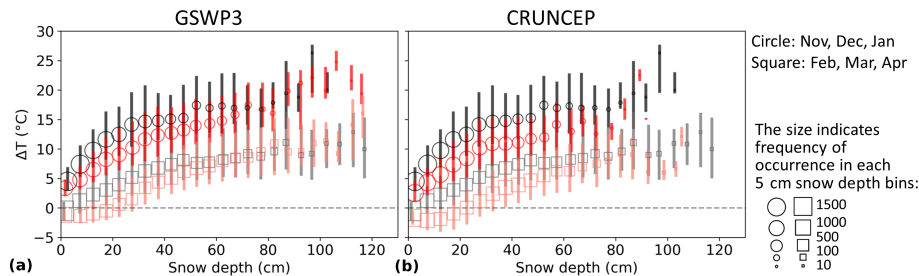 GSWP3
CRUNCEP
30
25
20
15
10
5
0
−5
ΔT (°C)
0 20 40 60 80 100 120
Snow depth (cm)
(a)
0 20 40 60 80 100 120
Snow depth (cm)
(b)
Circle: Nov, Dec, Jan
Square: Feb, Mar, Apr
The size indicates
frequency of
occurrence in each
5 cm snow depth bins:
1500
1000
500
100
10